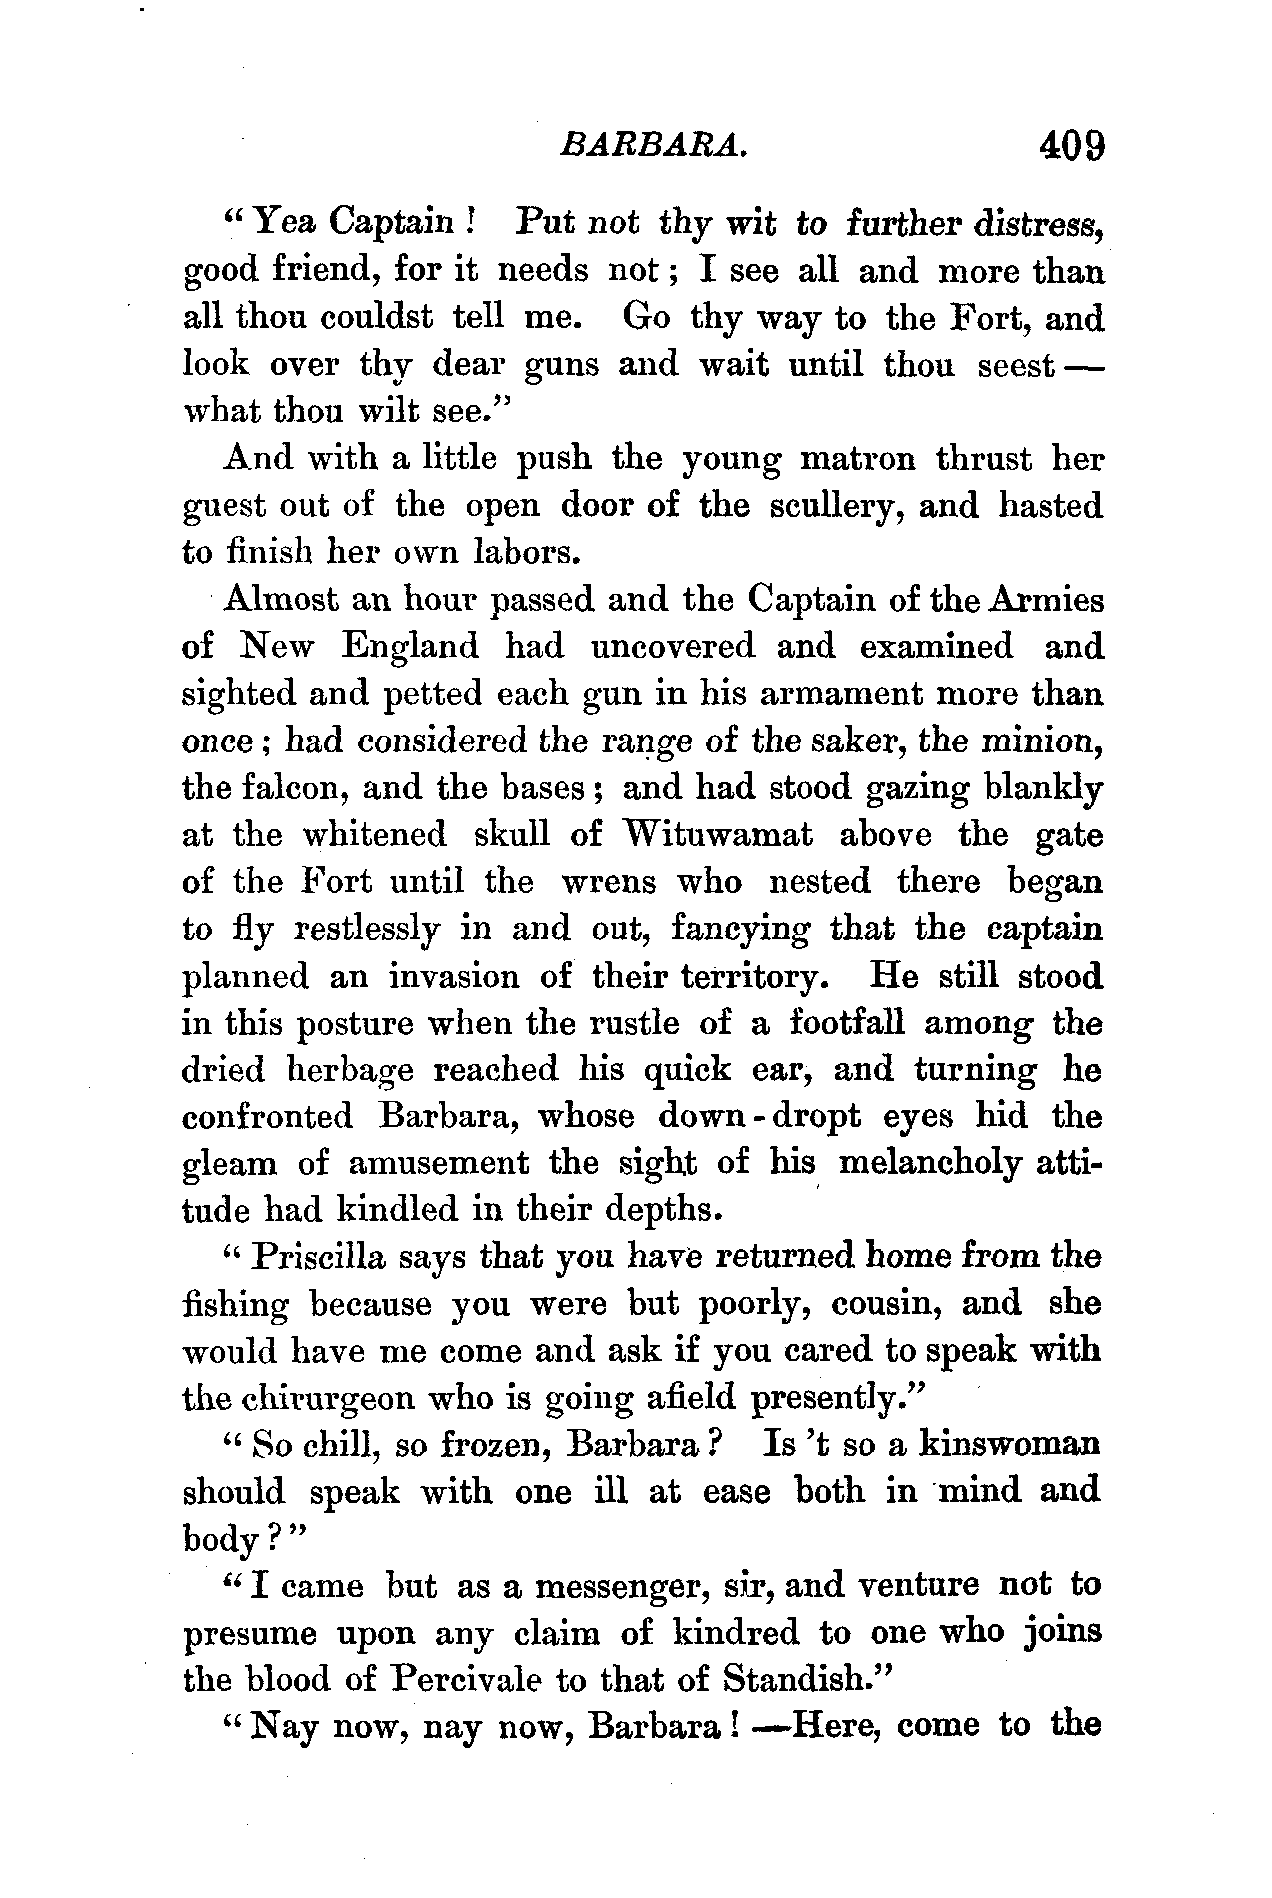 BARBARA. 409
“ Yea Captain ! Put not thy wit to further distress,
good friend, for it needs not ; I see all and more than
all thou couldst tell me. Go thy way to the Fort, and
look over thy dear guns and wait until thou seest —
what thou wilt see.”
And with a little push the young matron thrust her
guest out of the open door of the scullery, and hasted
to finish her own labors.
Almost an hour passed and the Captain of the Armies
of New England had uncovered and examined and
sighted and petted each gun in his armament more than
once ; had considered the range of the saker, the minion,
the falcon, and the bases ; and had stood gazing blankly
at the whitened skull of Wituwamat above the gate
of the Fort until the wrens who nested there began
to fly restlessly in and out, fancying that the captain
planned an invasion of their territory. He still stood
in this posture when the rustle of a footfall among the
dried herbage reached his quick ear, and turning he
confronted Barbara, whose down - dropt eyes hid the
gleam of amusement the sight of his melancholy atti-
tude had kindled in their depths.
“ Priscilla says that you have returned home from the
fishing because you were but poorly, cousin, and she
would have me come and ask if you cared to speak with
the chirurgeon who is going afield presently.”
“ So chill, so frozen, Barbara ? Is ’t so a kinswoman
should speak with one ill at ease both in mind and
body ? ”
“ I came but as a messenger, sir, and venture not to
presume upon any claim of kindred to one who joins
the blood of Percivale to that of Standish.”
“ Nay now, nay now, Barbara ! —Here, come to the